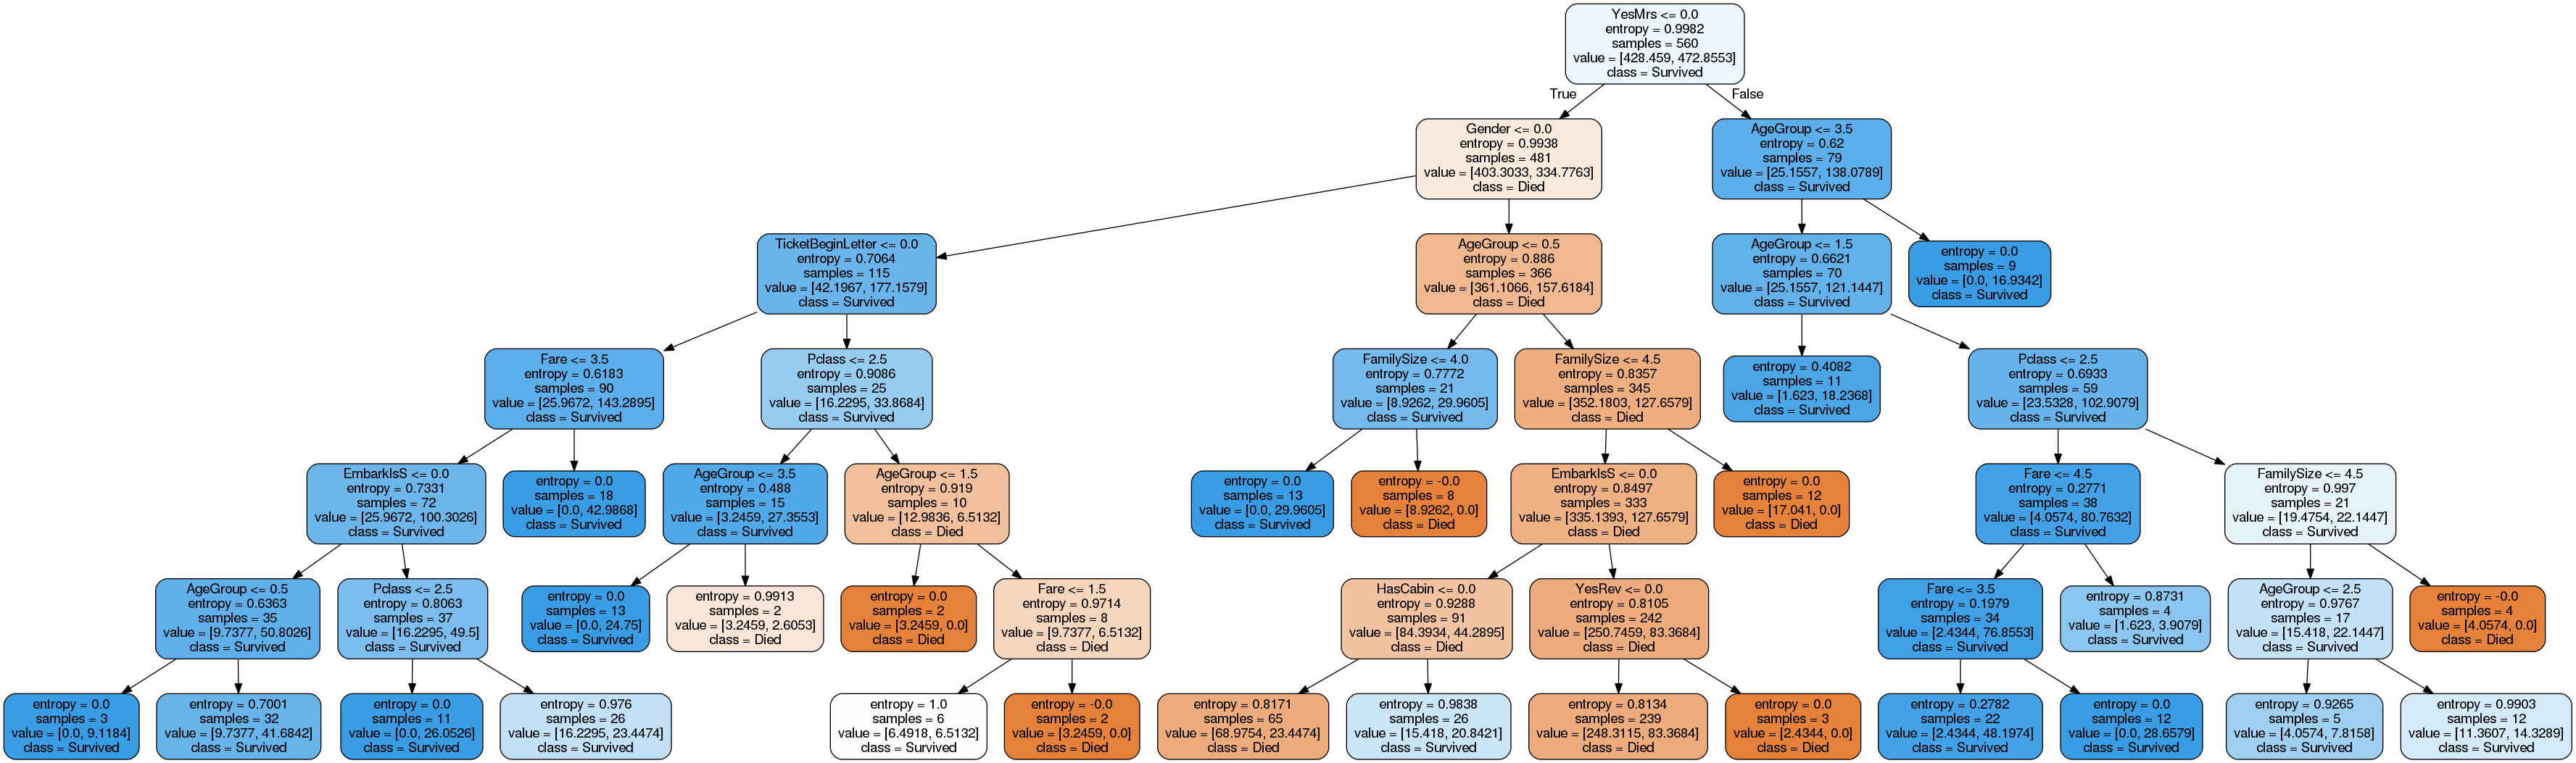 YesMrs <= 0.0
entropy = 0.9982
samples = 560
value = [428.459, 472.8553]
class = Survived
True
False
Gender <= 0.0
entropy = 0.9938
samples = 481
value = [403.3033, 334.7763]
class = Died
AgeGroup <= 3.5
entropy = 0.62
samples = 79
value = [25.1557, 138.0789]
class = Survived
TicketBeginLetter <= 0.0
entropy = 0.7064
samples = 115
value = [42.1967, 177.1579]
class = Survived
AgeGroup <= 0.5
entropy = 0.886
samples = 366
value = [361.1066, 157.6184]
class = Died
AgeGroup <= 1.5
entropy = 0.6621
samples = 70
value = [25.1557, 121.1447]
class = Survived
entropy = 0.0
samples = 9
value = [0.0, 16.9342]
class = Survived
Fare <= 3.5
entropy = 0.6183
samples = 90
value = [25.9672, 143.2895]
class = Survived
Pclass <= 2.5
entropy = 0.9086
samples = 25
value = [16.2295, 33.8684]
class = Survived
FamilySize <= 4.0
entropy = 0.7772
samples = 21
value = [8.9262, 29.9605]
class = Survived
FamilySize <= 4.5
entropy = 0.8357
samples = 345
value = [352.1803, 127.6579]
class = Died
entropy = 0.4082
samples = 11
value = [1.623, 18.2368]
class = Survived
Pclass <= 2.5
entropy = 0.6933
samples = 59
value = [23.5328, 102.9079]
class = Survived
EmbarkIsS <= 0.0
entropy = 0.7331
samples = 72
value = [25.9672, 100.3026]
class = Survived
entropy = 0.0
samples = 18
value = [0.0, 42.9868]
class = Survived
AgeGroup <= 3.5
entropy = 0.488
samples = 15
value = [3.2459, 27.3553]
class = Survived
AgeGroup <= 1.5
entropy = 0.919
samples = 10
value = [12.9836, 6.5132]
class = Died
entropy = 0.0
samples = 13
value = [0.0, 29.9605]
class = Survived
entropy = -0.0
samples = 8
value = [8.9262, 0.0]
class = Died
EmbarkIsS <= 0.0
entropy = 0.8497
samples = 333
value = [335.1393, 127.6579]
class = Died
entropy = 0.0
samples = 12
value = [17.041, 0.0]
class = Died
Fare <= 4.5
entropy = 0.2771
samples = 38
value = [4.0574, 80.7632]
class = Survived
FamilySize <= 4.5
entropy = 0.997
samples = 21
value = [19.4754, 22.1447]
class = Survived
AgeGroup <= 0.5
entropy = 0.6363
samples = 35
value = [9.7377, 50.8026]
class = Survived
Pclass <= 2.5
entropy = 0.8063
samples = 37
value = [16.2295, 49.5]
class = Survived
entropy = 0.0
samples = 13
value = [0.0, 24.75]
class = Survived
entropy = 0.9913
samples = 2
value = [3.2459, 2.6053]
class = Died
entropy = 0.0
samples = 2
value = [3.2459, 0.0]
class = Died
Fare <= 1.5
entropy = 0.9714
samples = 8
value = [9.7377, 6.5132]
class = Died
HasCabin <= 0.0
entropy = 0.9288
samples = 91
value = [84.3934, 44.2895]
class = Died
YesRev <= 0.0
entropy = 0.8105
samples = 242
value = [250.7459, 83.3684]
class = Died
Fare <= 3.5
entropy = 0.1979
samples = 34
value = [2.4344, 76.8553]
class = Survived
entropy = 0.8731
samples = 4
value = [1.623, 3.9079]
class = Survived
AgeGroup <= 2.5
entropy = 0.9767
samples = 17
value = [15.418, 22.1447]
class = Survived
entropy = -0.0
samples = 4
value = [4.0574, 0.0]
class = Died
entropy = 0.0
samples = 3
value = [0.0, 9.1184]
class = Survived
entropy = 0.7001
samples = 32
value = [9.7377, 41.6842]
class = Survived
entropy = 0.0
samples = 11
value = [0.0, 26.0526]
class = Survived
entropy = 0.976
samples = 26
value = [16.2295, 23.4474]
class = Survived
entropy = 1.0
samples = 6
value = [6.4918, 6.5132]
class = Survived
entropy = -0.0
samples = 2
value = [3.2459, 0.0]
class = Died
entropy = 0.8171
samples = 65
value = [68.9754, 23.4474]
class = Died
entropy = 0.9838
samples = 26
value = [15.418, 20.8421]
class = Survived
entropy = 0.8134
samples = 239
value = [248.3115, 83.3684]
class = Died
entropy = 0.0
samples = 3
value = [2.4344, 0.0]
class = Died
entropy = 0.2782
samples = 22
value = [2.4344, 48.1974]
class = Survived
entropy = 0.0
samples = 12
value = [0.0, 28.6579]
class = Survived
entropy = 0.9265
samples = 5
value = [4.0574, 7.8158]
class = Survived
entropy = 0.9903
samples = 12
value = [11.3607, 14.3289]
class = Survived